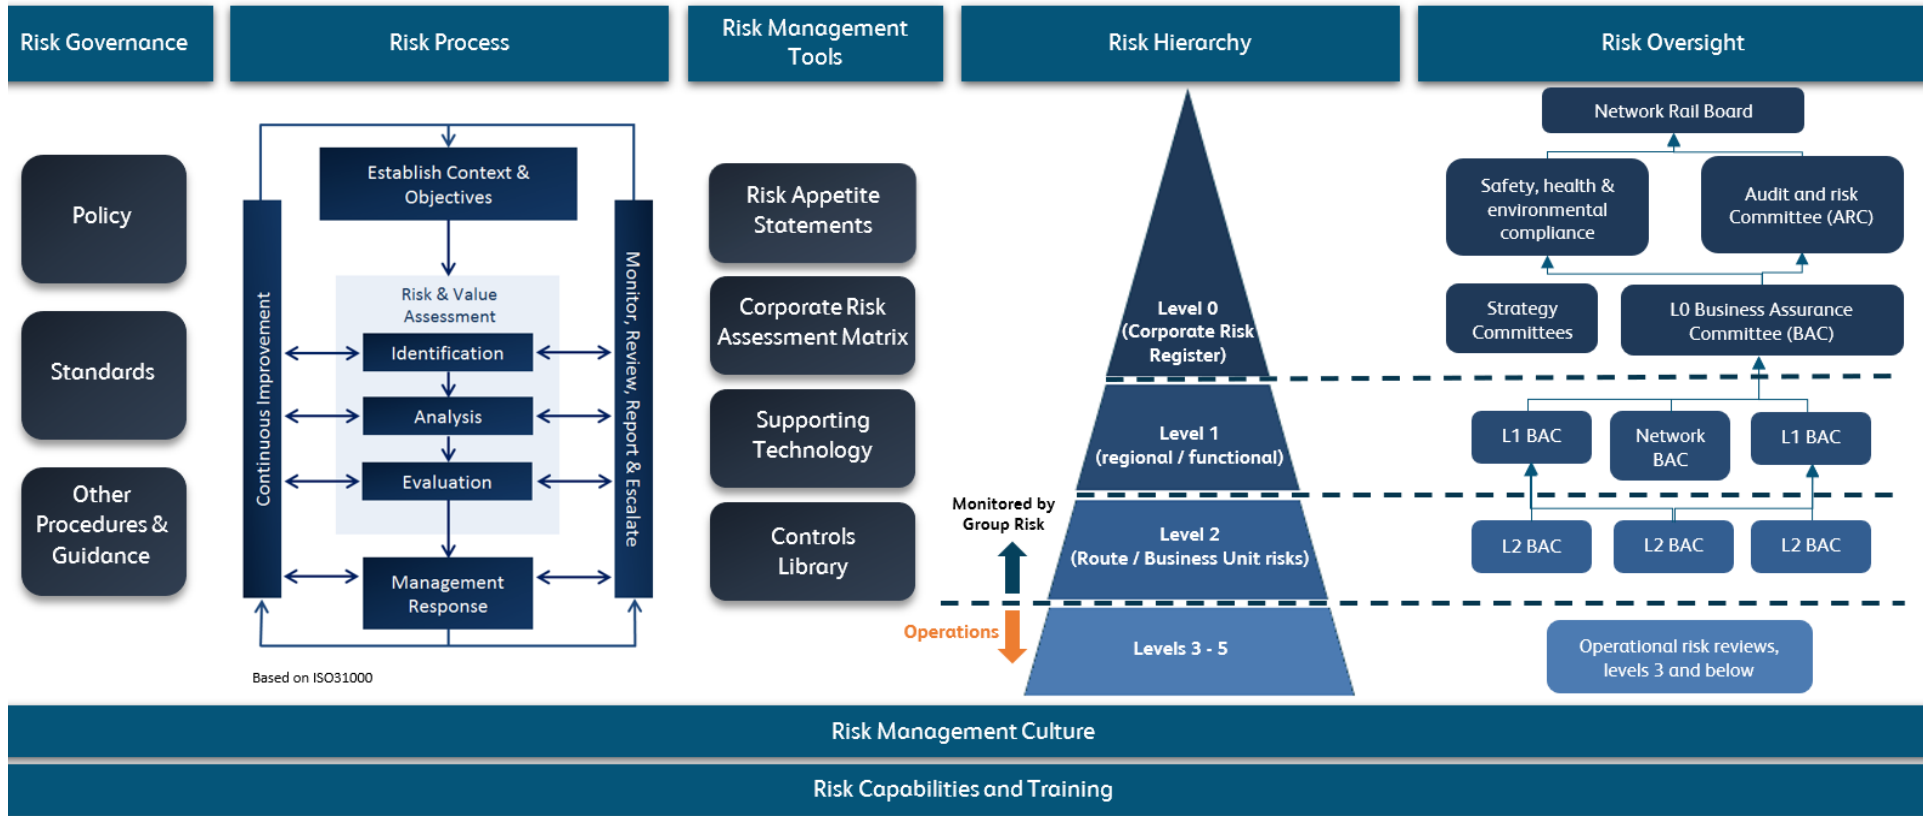 Risk Governance
Risk Process
Risk Management
Tools
Risk Hierarchy
Risk Oversight
Policy
Standards
Other
Procedures &
Guidance
Establish Context &
Objectives
Continuous Improvement
Monitor, Review, Report & Escalate
Risk & Value
Assessment
Identification
Analysis
Evaluation
Management
Response
Based on ISO31000
Risk Appetite
Statements
Corporate Risk
Assessment Matrix
Supporting
Technology
Controls
Library
Level 0
(Corporate Risk
Register)
Level 1
(regional / functional)
Monitored by
Group Risk
Level 2
(Route / Business Unit risks)
Operations
Levels 3 - 5
Network Rail Board
Safety, health &
environmental
compliance
Audit and risk
Committee (ARC)
Strategy
Committees
L0 Business Assurance
Committee (BAC)
L1 BAC
Network
BAC
L1 BAC
L2 BAC
L2 BAC
L2 BAC
Operational risk reviews,
levels 3 and below
Risk Management Culture
Risk Capabilities and Training